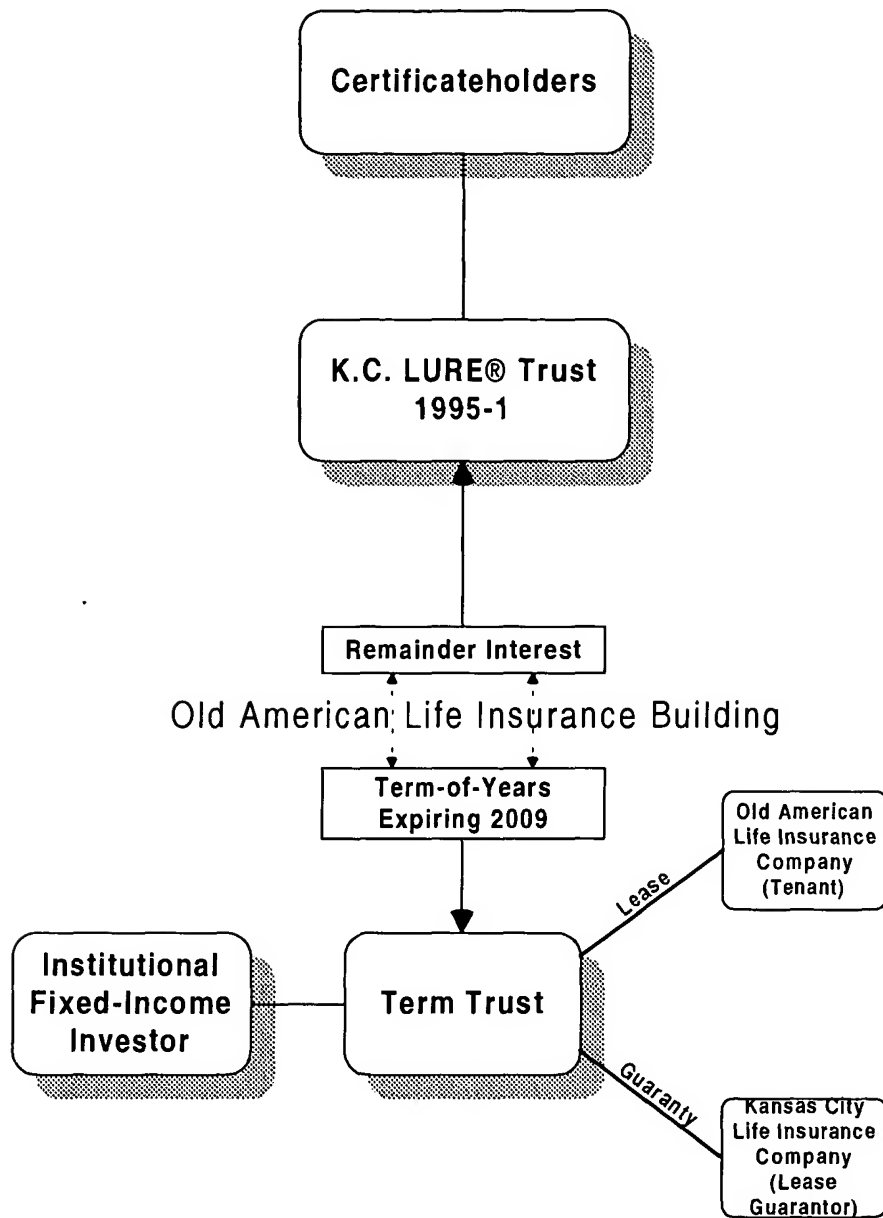 Certificateholders
K.C. LURE® Trust
1995-1
Remainder Interest
Old American Life Insurance Building
Term-of-Years
Expiring 2009
Old American
Life Insurance
Company
(Tenant)
Lease
Institutional
Fixed-Income
Investor
Term Trust
Guaranty
Kansas City
Life Insurance
Company
(Lease
Guarantor)